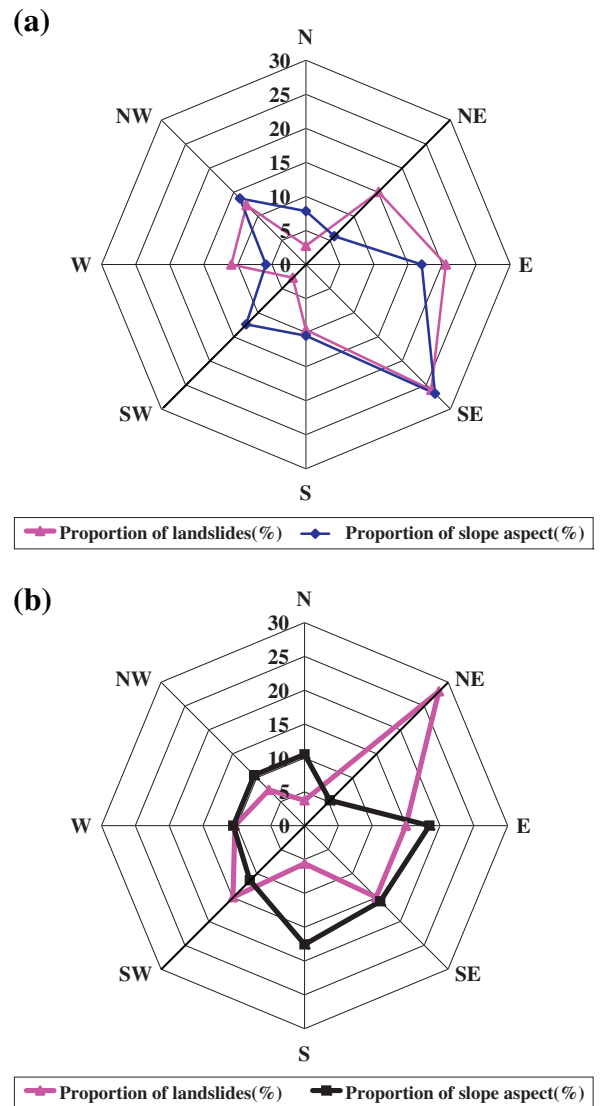 (a)
N
30
25
20
15
10
5
0
NW
NE
W
E
SW
SE
S
Proportion of landslides(%) Proportion of slope aspect(%)
(b)
N
30
25
20
15
10
5
0
NW
NE
W
E
SW
SE
S
Proportion of landslides(%) Proportion of slope aspect(%)